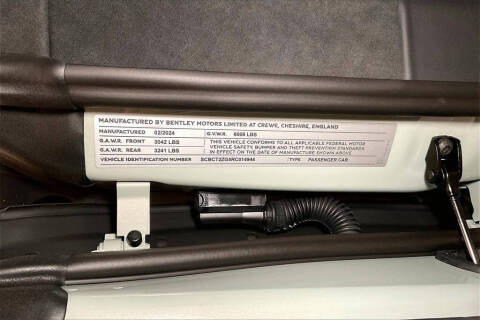 MANUFACTURED BY BENTLEY MOTORS LIMITED AT CREWE, CHESHIRE, ENGLAND
MANUFACTURED 02/2024 G.V.W.R. 6008 LBS
G.A.W.R. FRONT 3042 LBS THIS VEHICLE CONFORMS TO ALL APPLICABLE FEDERAL MOTOR
VEHICLE SAFETY, BUMPER AND THEFT PREVENTION STANDARDS
G.A.W.R. REAR 3241 LBS IN EFFECT ON THE DATE OF MANUFACTURE SHOWN ABOVE
VEHICLE IDENTIFICATION NUMBER TYPE PASSENGER CAR